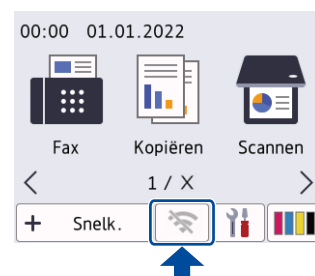 00:00 01.01.2022
Fax Kopiëren Scannen
< 1 / X >
+ Snelk.